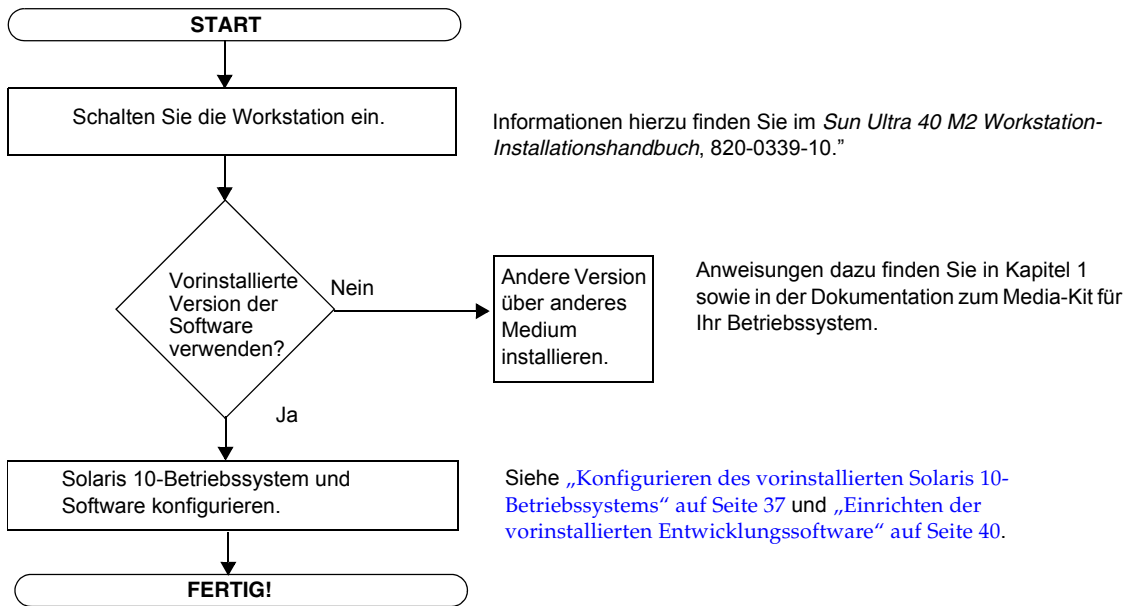 START
Schalten Sie die Workstation ein.
Informationen hierzu finden Sie im Sun Ultra 40 M2 Workstation-
Installationshandbuch, 820-0339-10.”
Vorinstallierte
Version der
Software
verwenden?
Nein
Andere Version
über anderes
Medium
installieren.
Anweisungen dazu finden Sie in Kapitel 1
sowie in der Dokumentation zum Media-Kit für
Ihr Betriebssystem.
Ja
Solaris 10-Betriebssystem und
Software konfigurieren.
Siehe „Konfigurieren des vorinstallierten Solaris 10-
Betriebssystems“ auf Seite 37 und „Einrichten der
vorinstallierten Entwicklungssoftware“ auf Seite 40.
FERTIG!